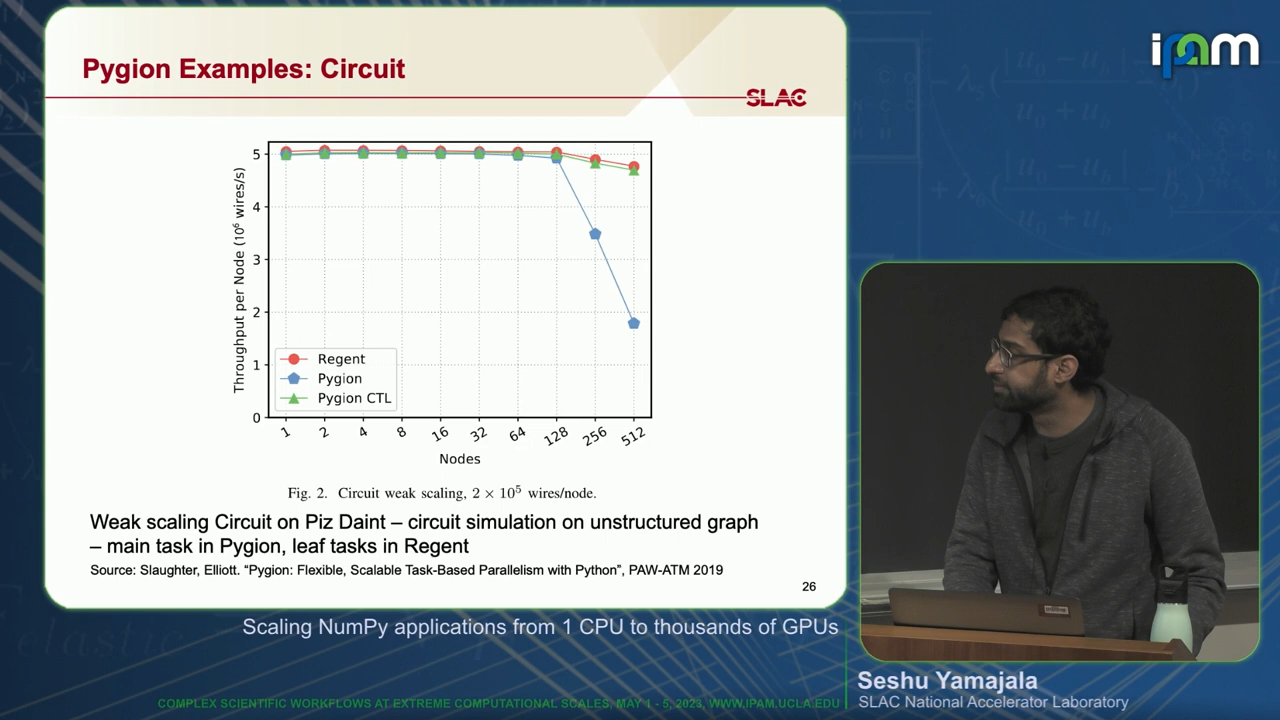 Pygion Examples: Circuit
SLAC
Throughput per Node (10⁶ wires/s)
5
4
3
2
1
0
Regent
Pygion
Pygion CTL
1 2 4 8 16 32 64 128 256 512
Nodes
Fig. 2. Circuit weak scaling, 2 × 10⁵ wires/node.
Weak scaling Circuit on Piz Daint – circuit simulation on unstructured graph
– main task in Pygion, leaf tasks in Regent
Source: Slaughter, Elliott. “Pygion: Flexible, Scalable Task-Based Parallelism with Python”, PAW-ATM 2019
26
ipam
Scaling NumPy applications from 1 CPU to thousands of GPUs
Seshu Yamajala
SLAC National Accelerator Laboratory
COMPLEX SCIENTIFIC WORKFLOWS AT EXTREME COMPUTATIONAL SCALES, MAY 1 - 5, 2023, WWW.IPAM.UCLA.EDU